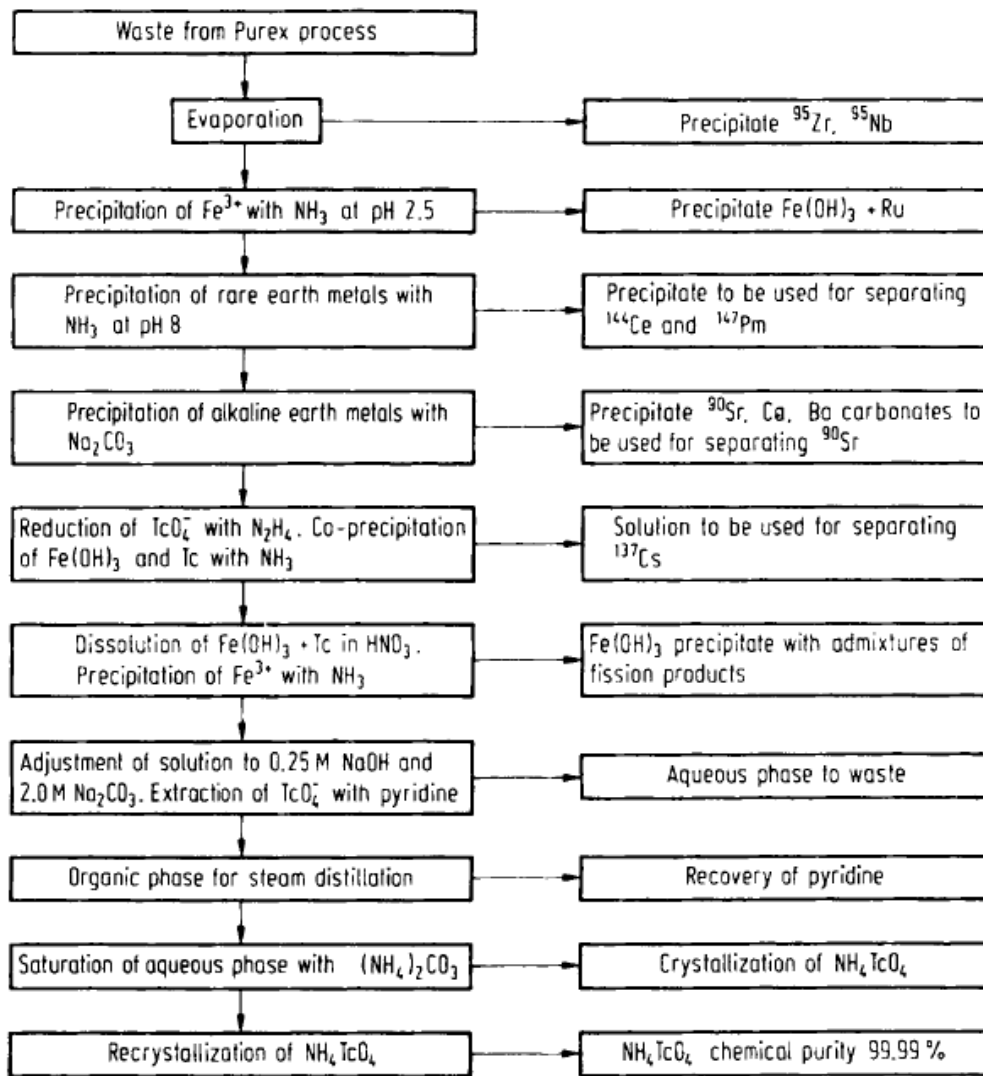 Waste from Purex process
Evaporation
Precipitate ⁹⁵Zr, ⁹⁵Nb
Precipitation of Fe³⁺ with NH₃ at pH 2.5
Precipitate Fe(OH)₃ + Ru
Precipitation of rare earth metals with
NH₃ at pH 8
Precipitate to be used for separating
¹⁴⁴Ce and ¹⁴⁷Pm
Precipitation of alkaline earth metals with
Na₂CO₃
Precipitate ⁹⁰Sr, Ca, Ba carbonates to
be used for separating ⁹⁰Sr
Reduction of TcO₄⁻ with N₂H₄. Co-precipitation
of Fe(OH)₃ and Tc with NH₃
Solution to be used for separating
¹³⁷Cs
Dissolution of Fe(OH)₃ + Tc in HNO₃.
Precipitation of Fe³⁺ with NH₃
Fe(OH)₃ precipitate with admixtures of
fission products
Adjustment of solution to 0.25 M NaOH and
2.0 M Na₂CO₃. Extraction of TcO₄⁻ with pyridine
Aqueous phase to waste
Organic phase for steam distillation
Recovery of pyridine
Saturation of aqueous phase with (NH₄)₂CO₃
Crystallization of NH₄TcO₄
Recrystallization of NH₄TcO₄
NH₄TcO₄ chemical purity 99.99 %